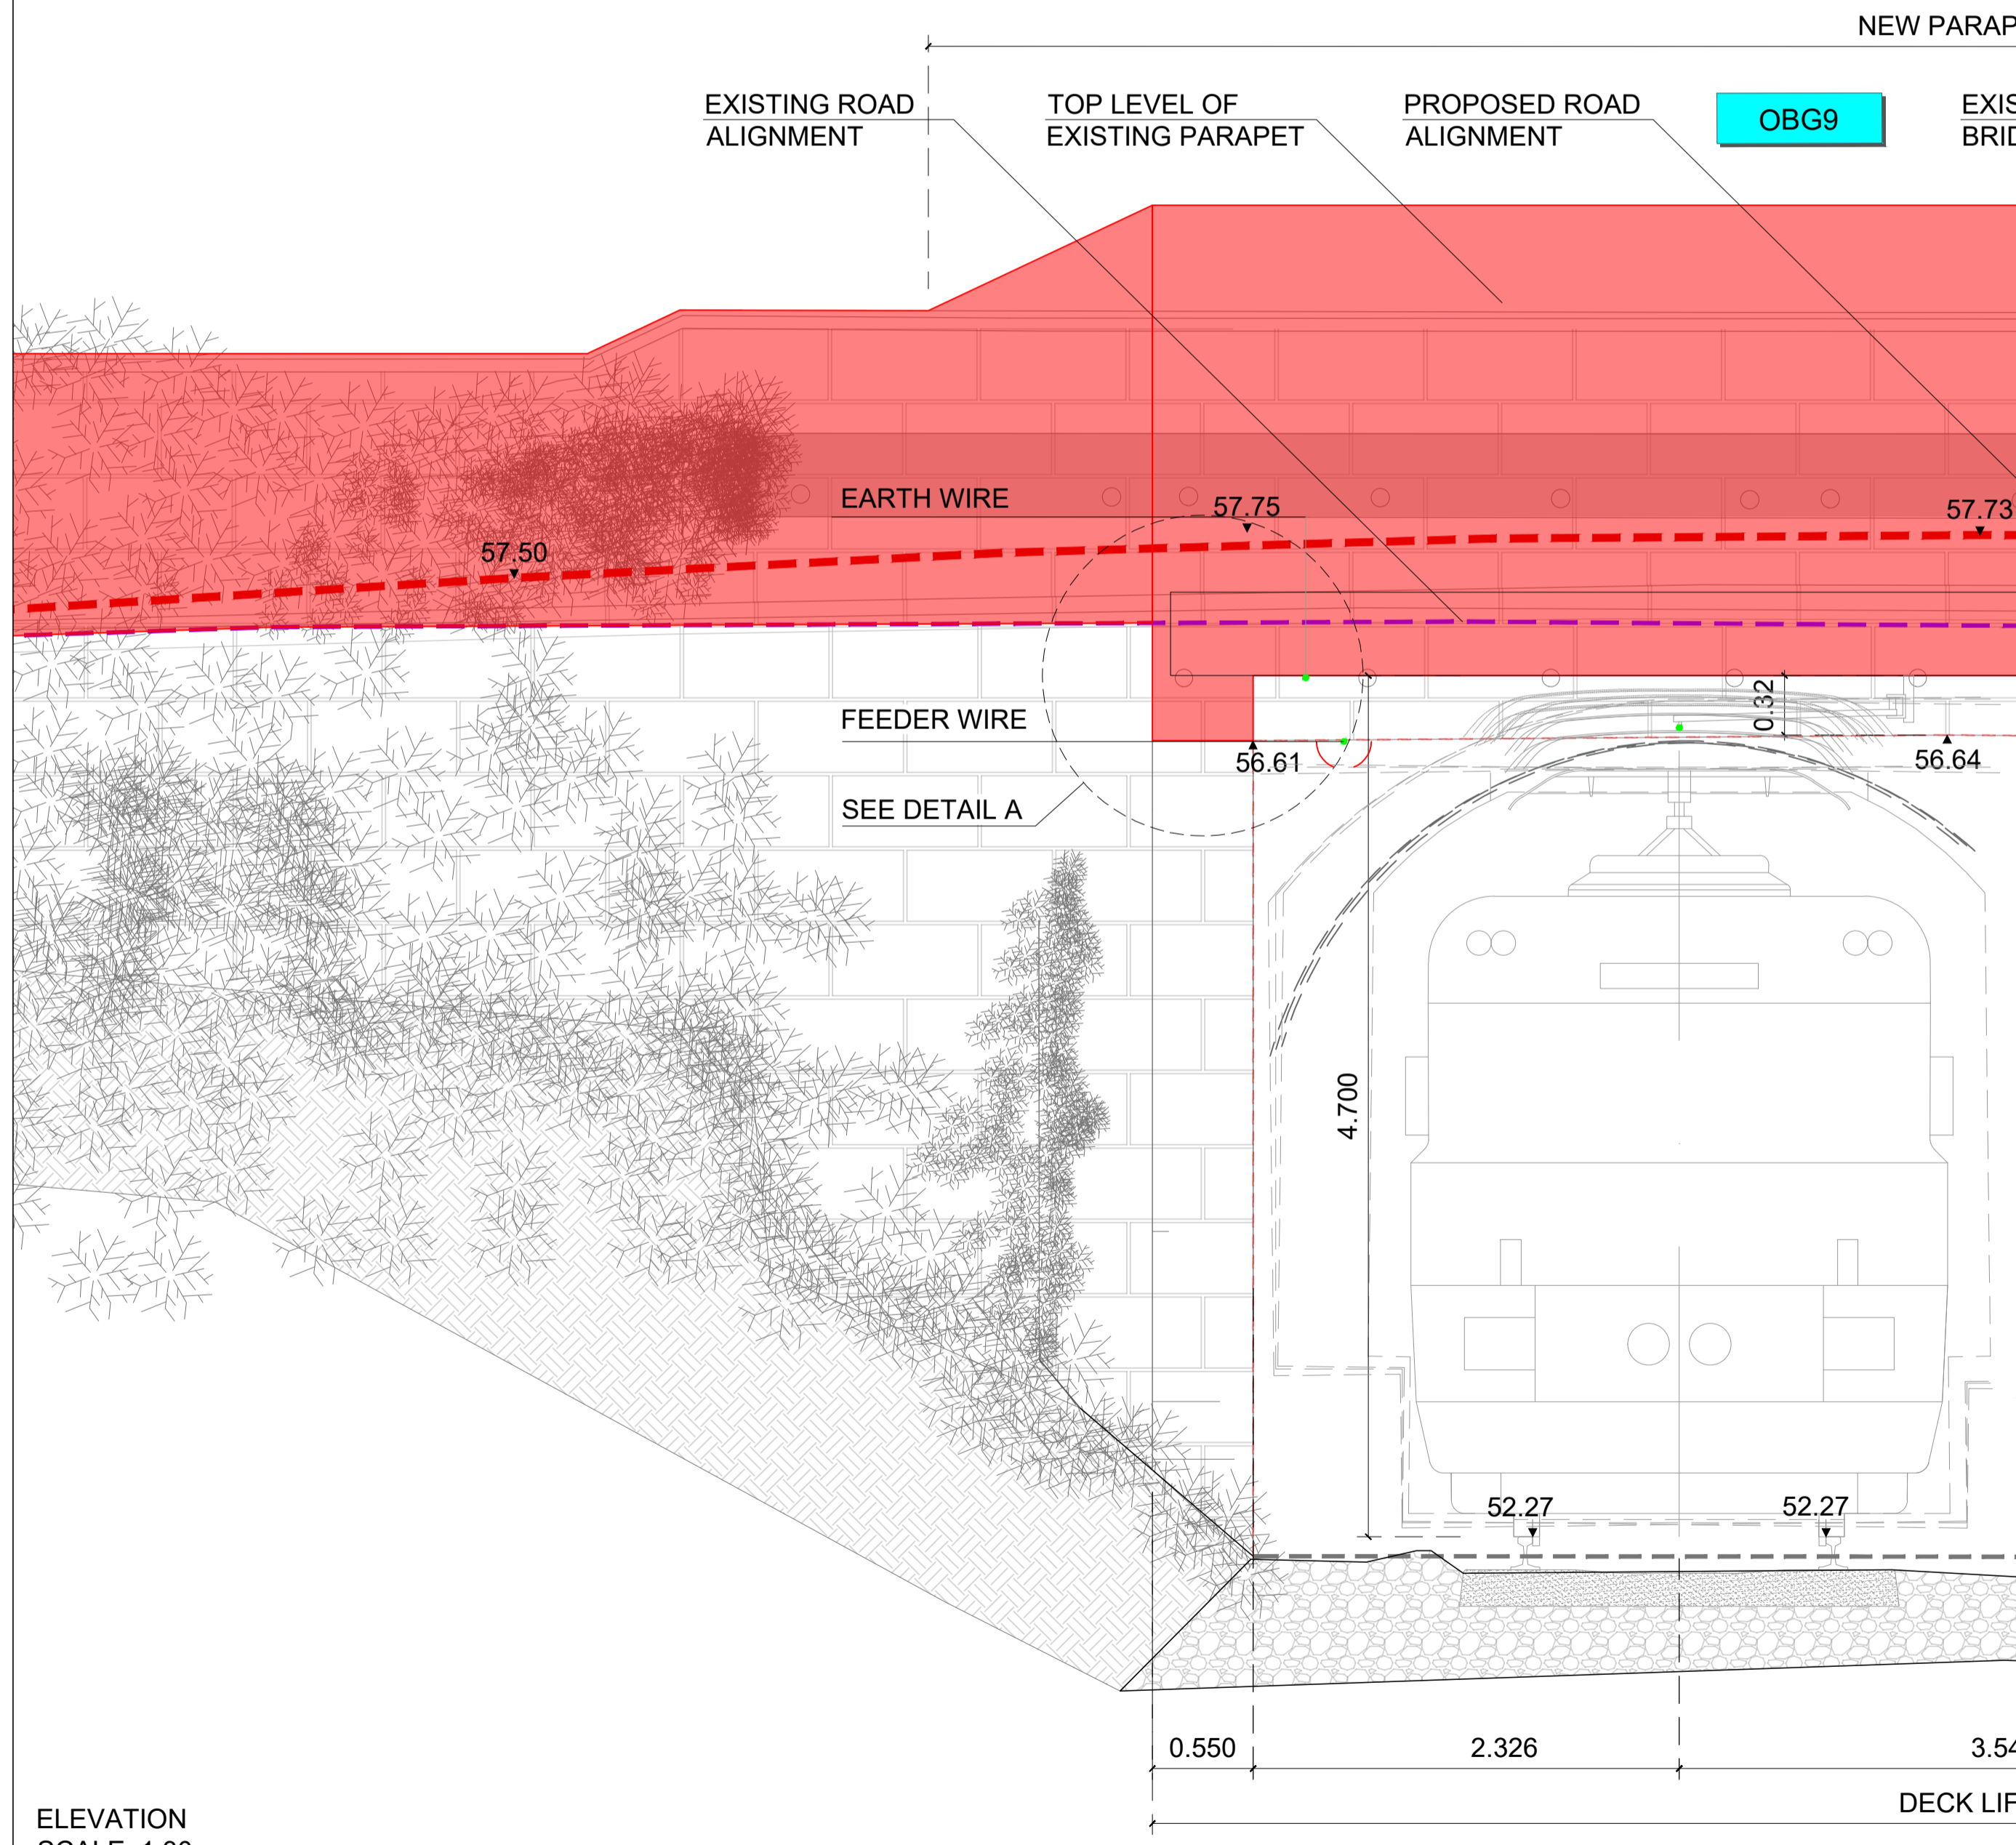 NEW PARAP
EXISTING ROAD
ALIGNMENT
TOP LEVEL OF
EXISTING PARAPET
PROPOSED ROAD
ALIGNMENT
OBG9
EXIS
BRID
EARTH WIRE
57.75
57.73
57.50
FEEDER WIRE
0.32
56.61
56.64
SEE DETAIL A
4.700
52.27
52.27
0.550
2.326
3.54
DECK LIF
ELEVATION